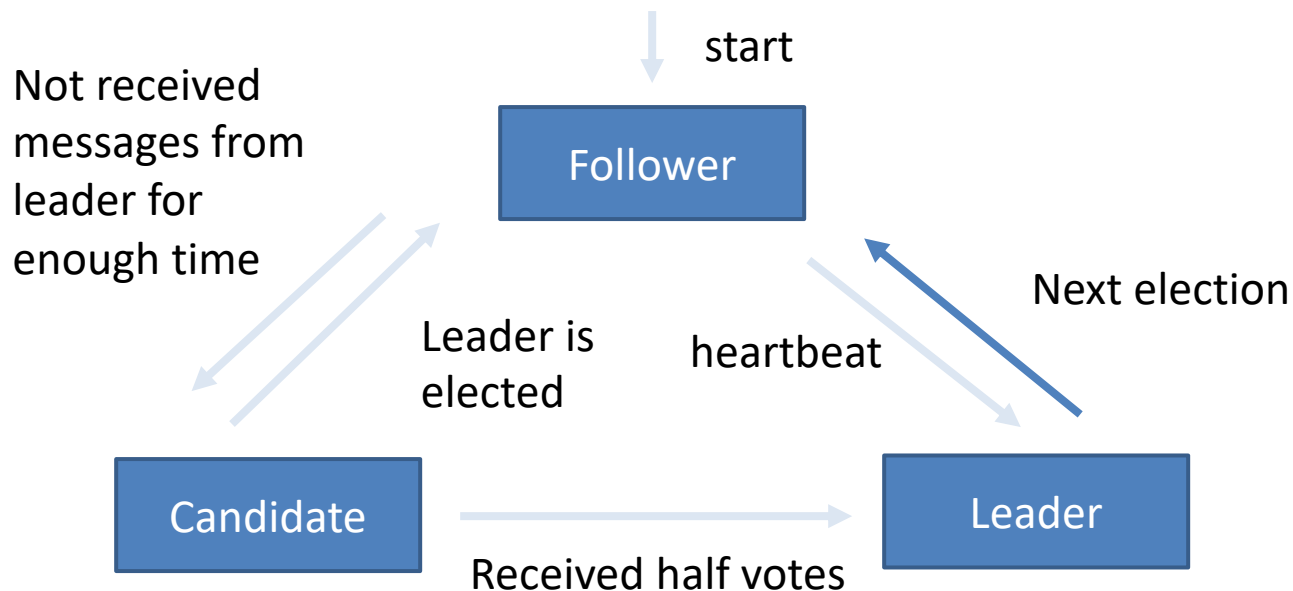 start
Not received
messages from
leader for
enough time
Follower
Next election
Leader is
elected
heartbeat
Candidate
Leader
Received half votes